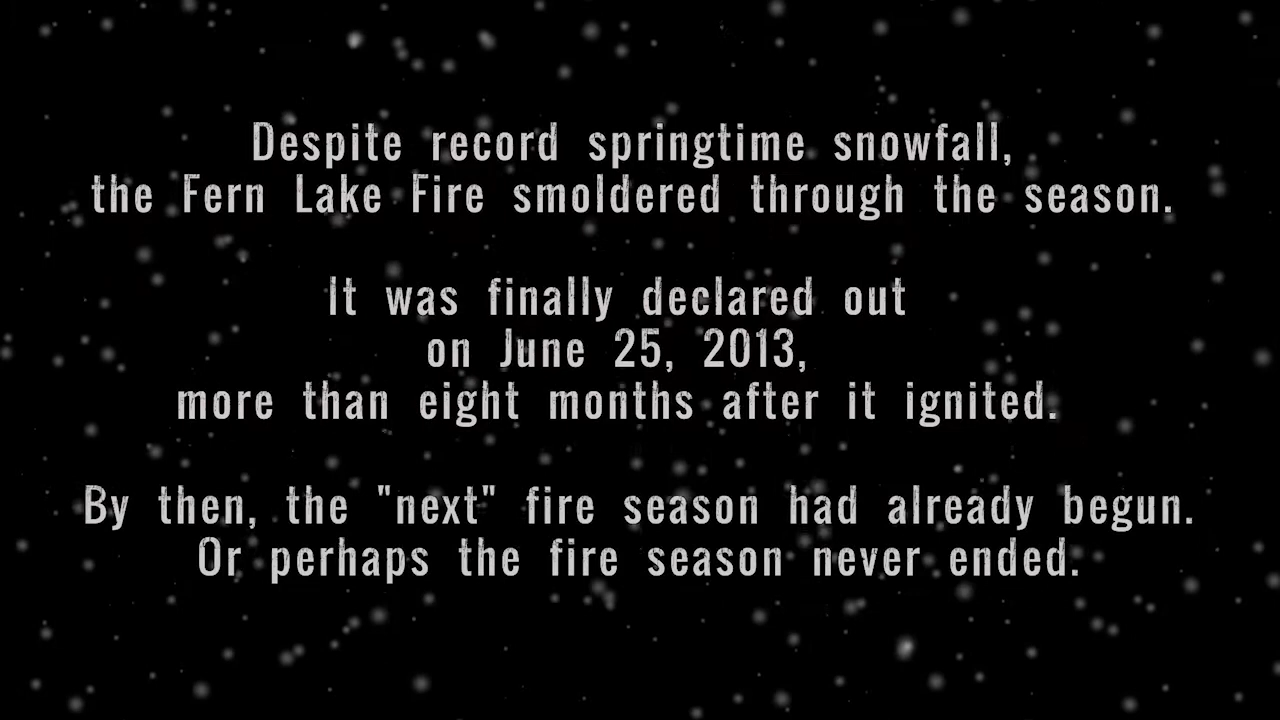 Despite record springtime snowfall,
the Fern Lake Fire smoldered through the season.
It was finally declared out
on June 25, 2013,
more than eight months after it ignited.
By then, the "next" fire season had already begun.
Or perhaps the fire season never ended.